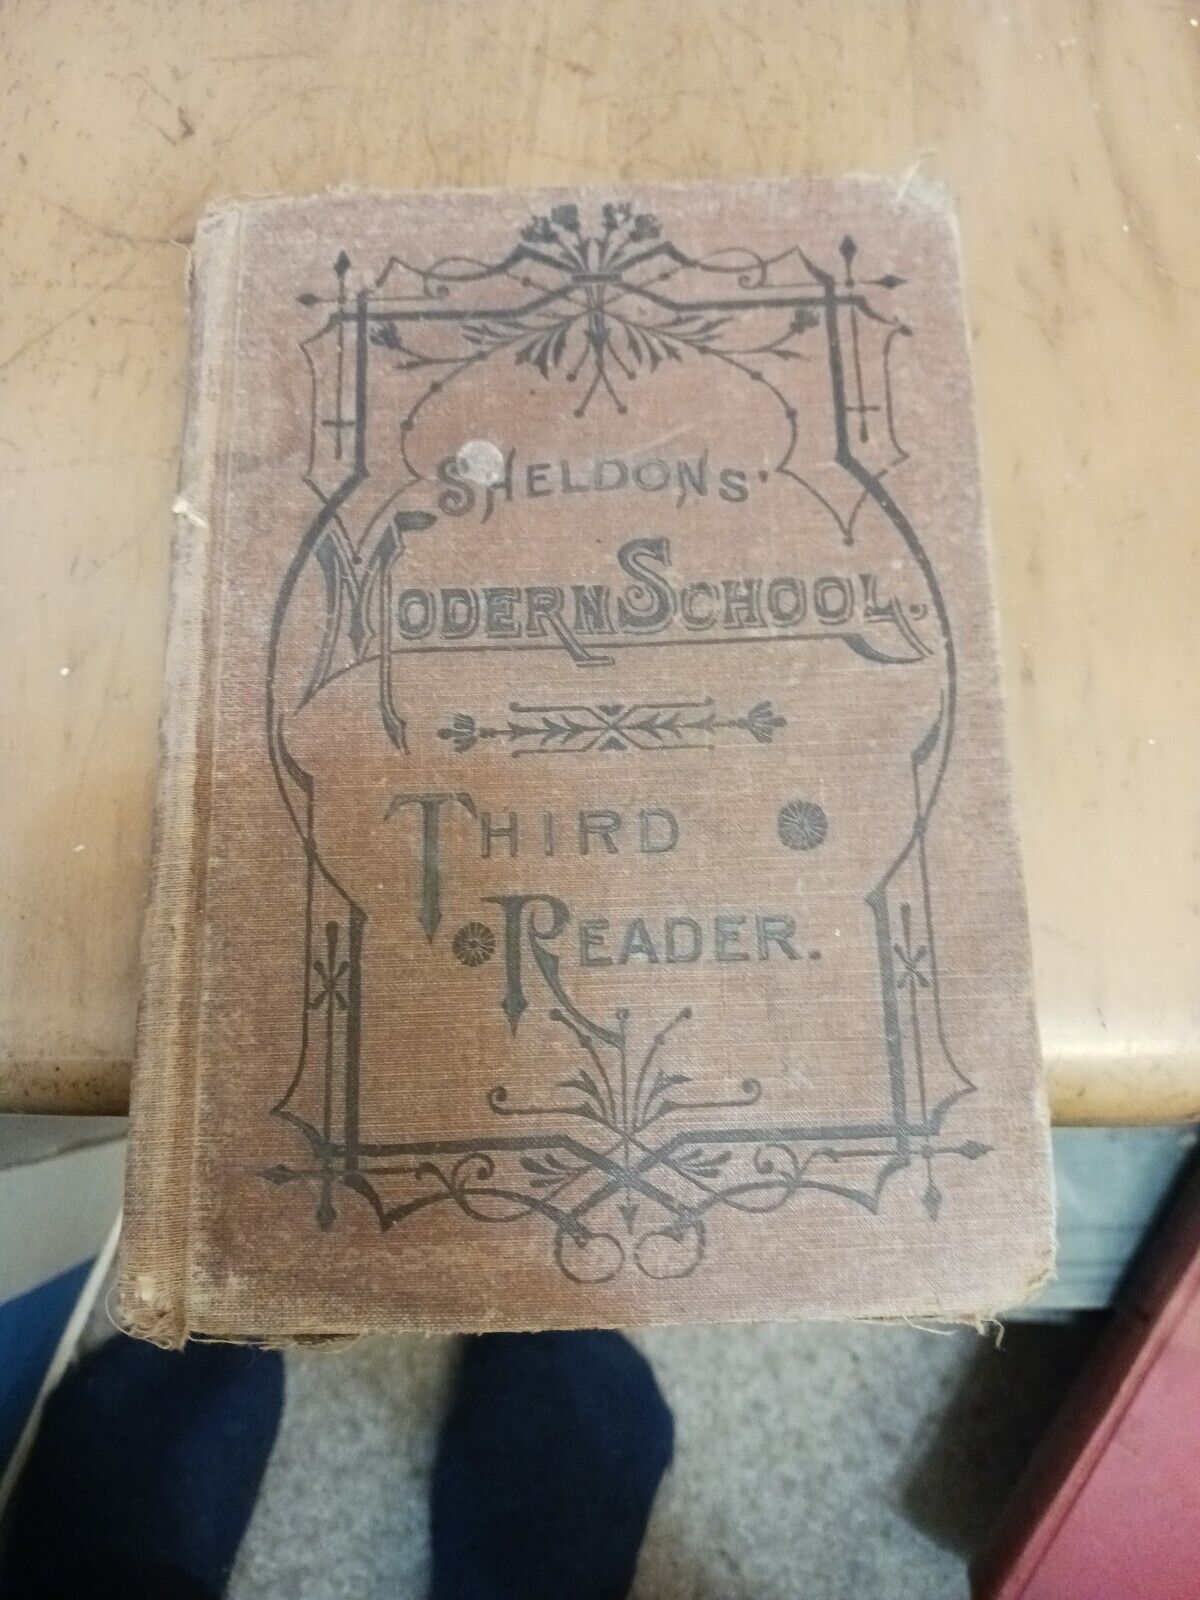 SHELDONS'
MODERN SCHOOL.
THIRD
READER.